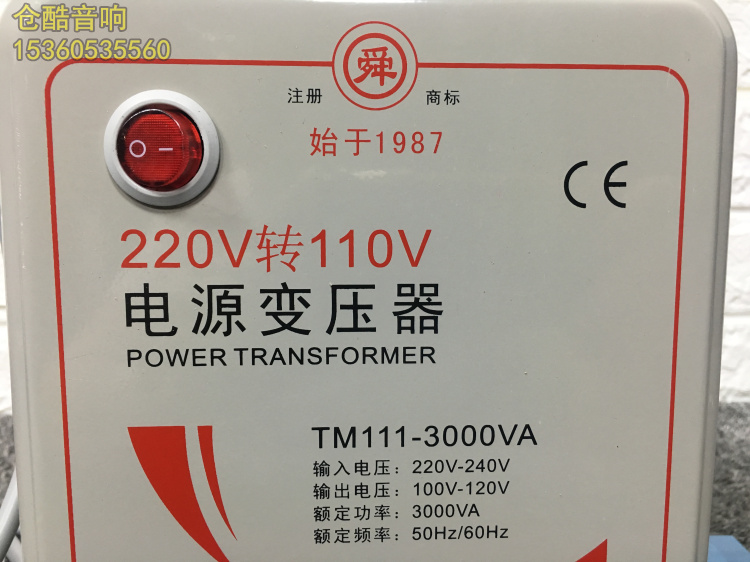 仓酷音响
15360535560
舜
注册 商标
始于1987
O –
CE
220V转110V
电源变压器
POWER TRANSFORMER
TM111-3000VA
输入电压：220V-240V
输出电压：100V-120V
额定功率：3000VA
额定频率：50Hz/60Hz